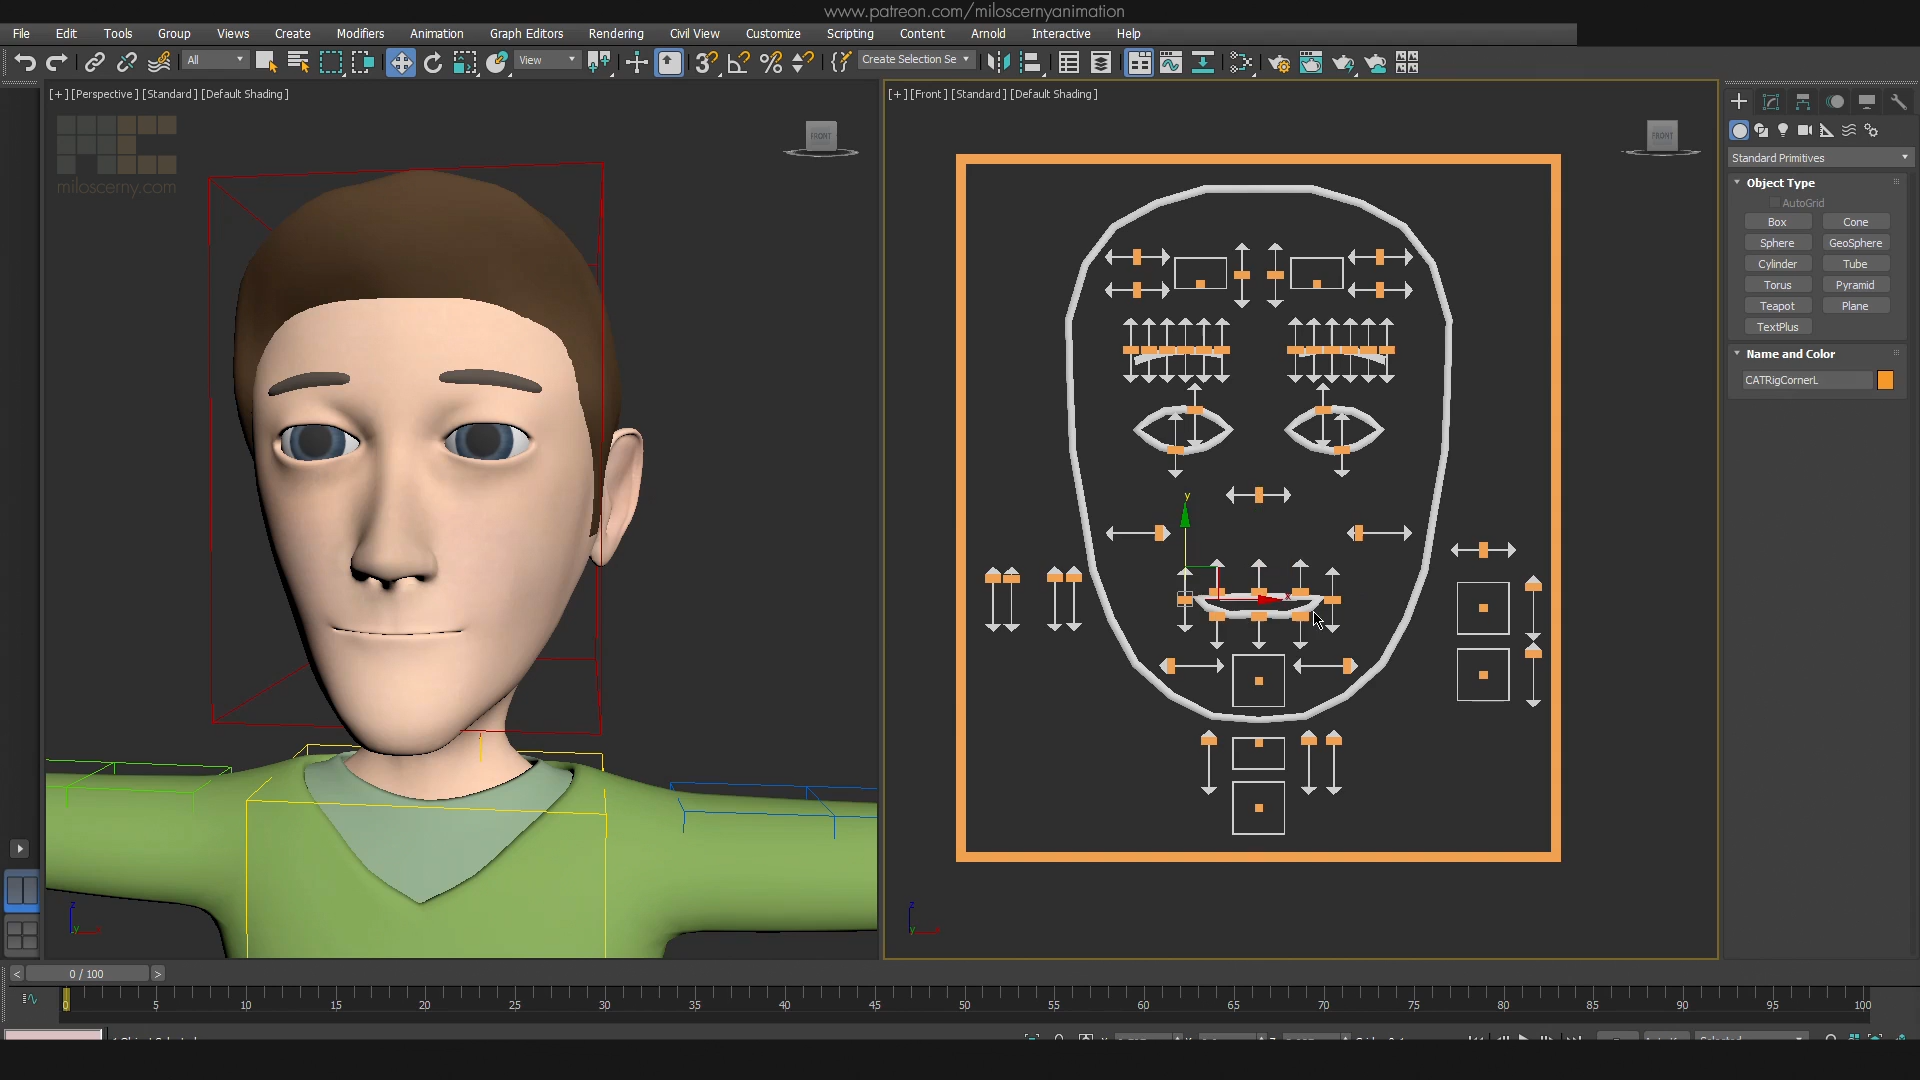 www.patreon.com/miloscernyanimation
File Edit Tools Group Views Create Modifiers Animation Graph Editors Rendering Civil View Customize Scripting Content Arnold Interactive Help
All View Create Selection Se
[+] [Perspective] [Standard] [Default Shading]
[+] [Front] [Standard] [Default Shading]
FRONT
FRONT
miloscerny.com
Standard Primitives
Object Type
AutoGrid
Box Cone
Sphere GeoSphere
Cylinder Tube
Torus Pyramid
Teapot Plane
TextPlus
Name and Color
CATRigCornerL
y
x
z
y
z
y
< 0 / 100 >
0 5 10 15 20 25 30 35 40 45 50 55 60 65 70 75 80 85 90 95 100